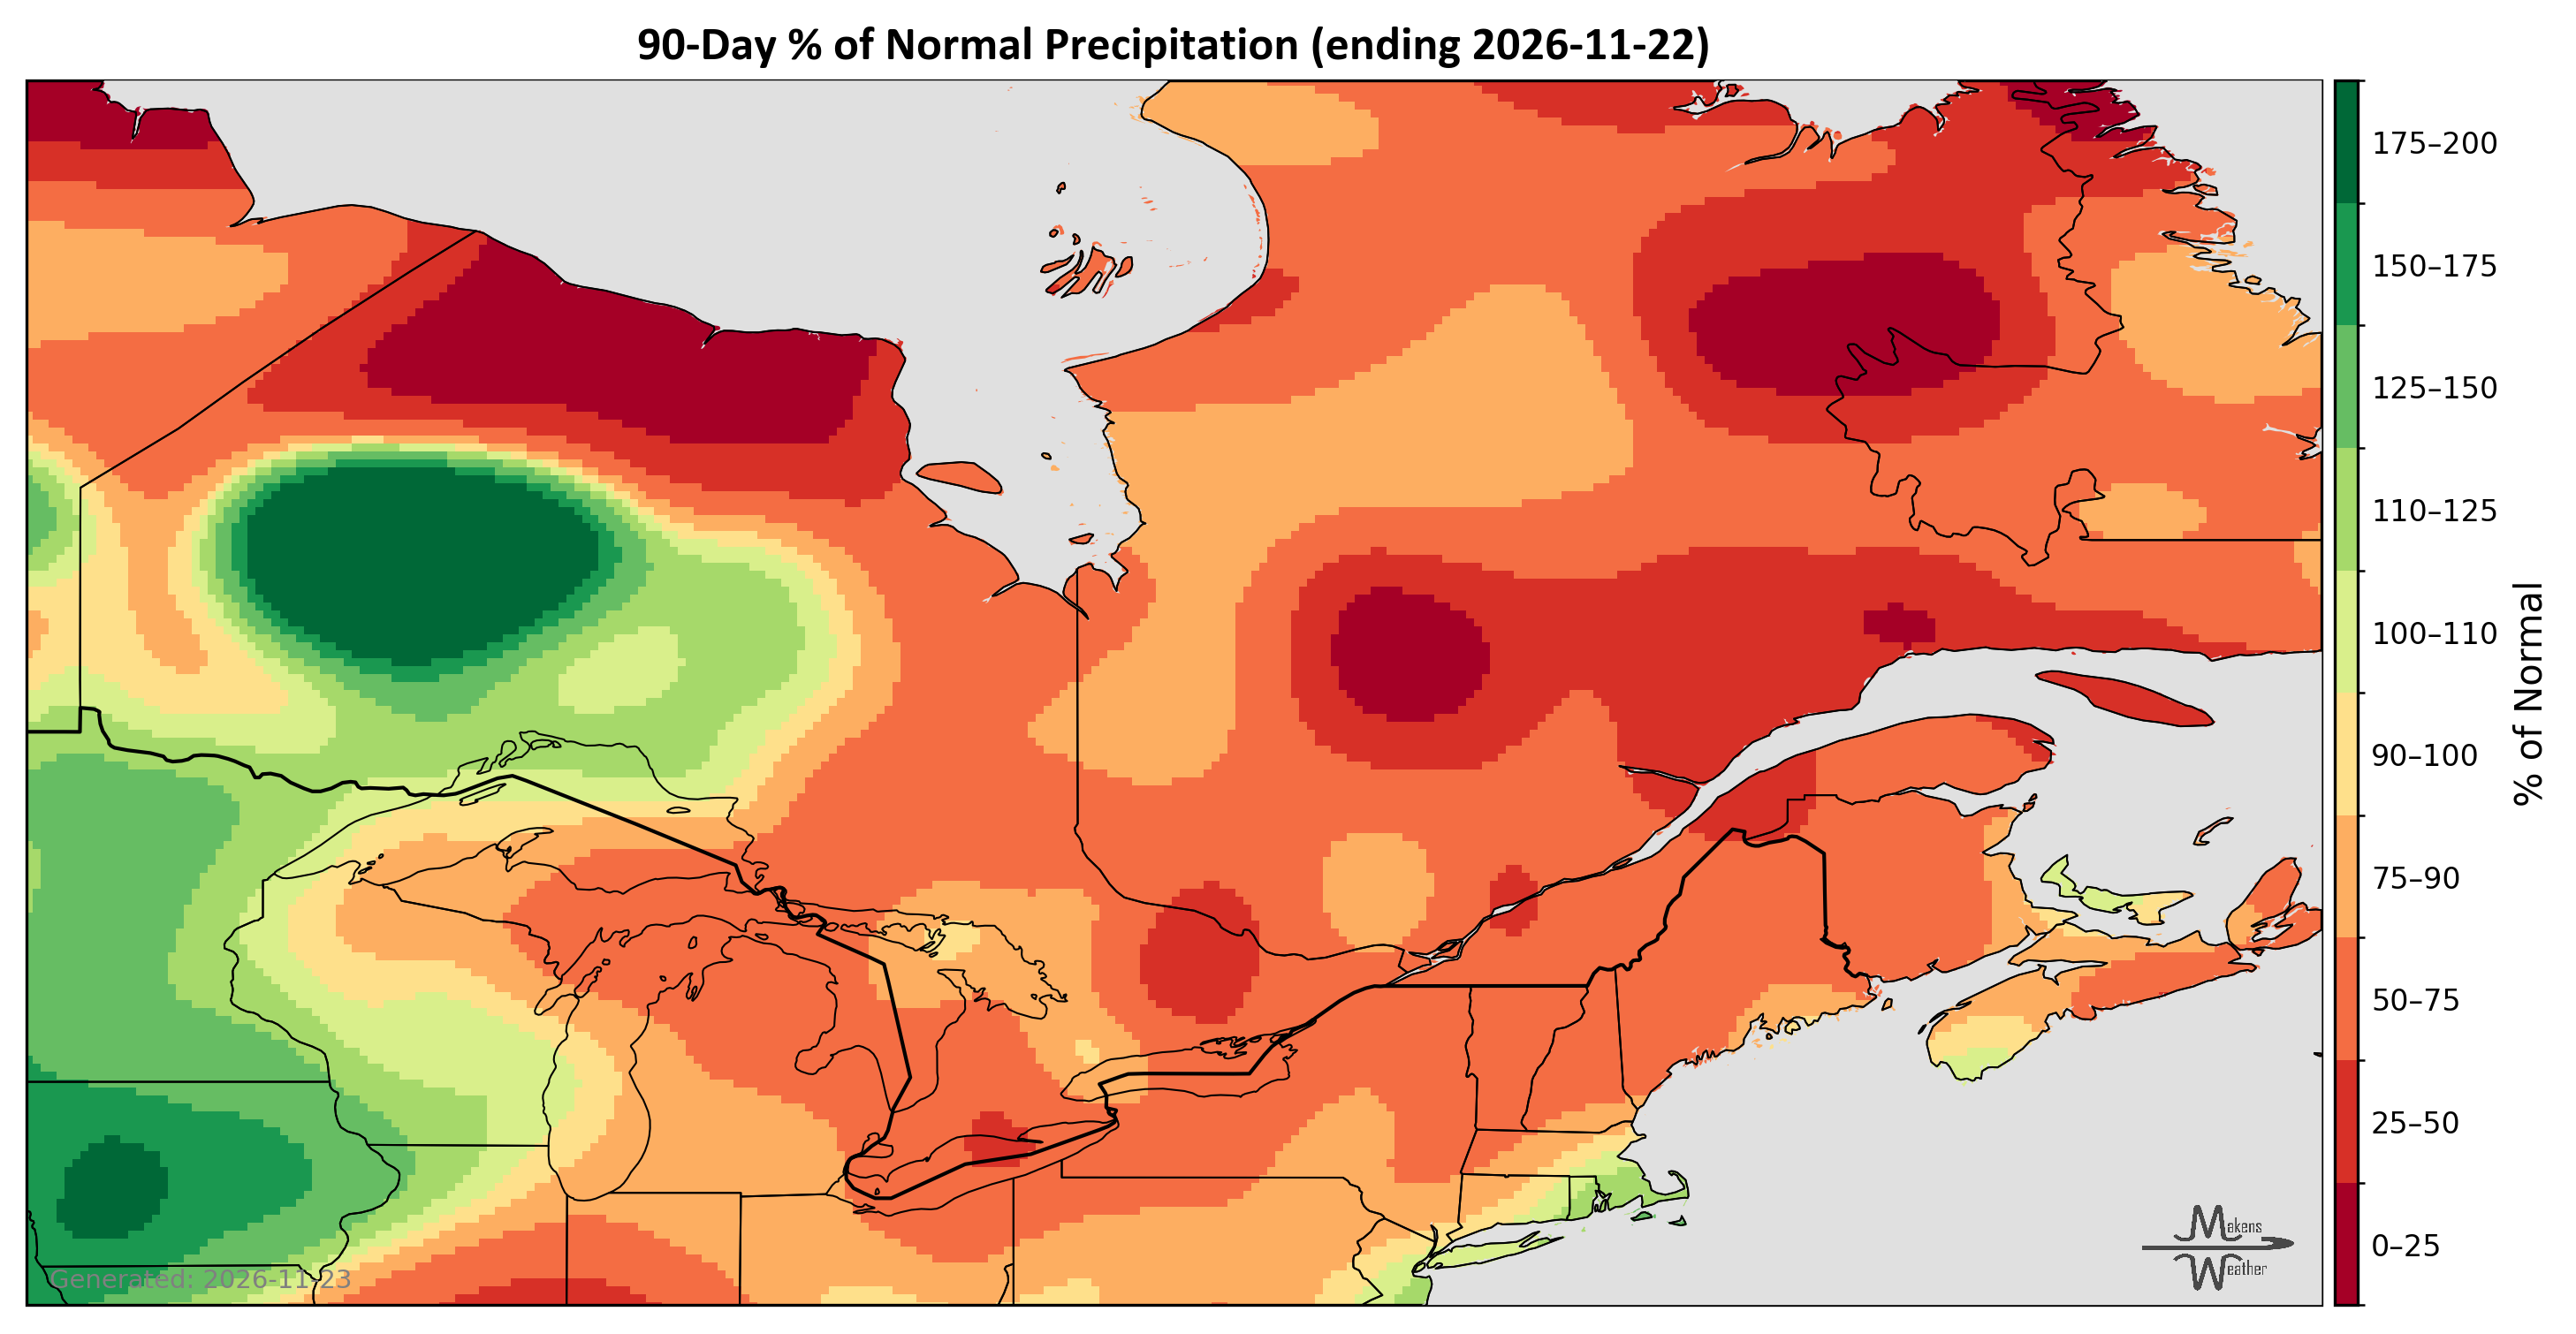 90-Day % of Normal Precipitation (ending 2026-11-22)
175–200
150–175
125–150
110–125
100–110
90–100
75–90
50–75
25–50
0–25
% of Normal
Makens
Weather
Generated: 2026-11-23